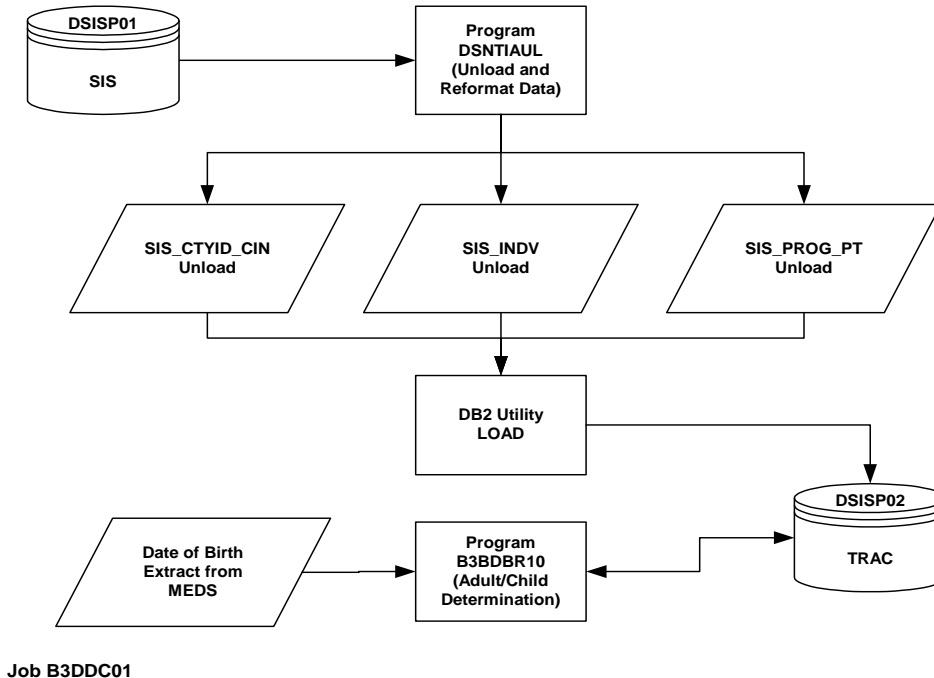 DSISP01
SIS
Program
DSNTIAUL
(Unload and
Reformat Data)
SIS_CTYID_CIN
Unload
SIS_INDV
Unload
SIS_PROG_PT
Unload
DB2 Utility
LOAD
DSISP02
TRAC
Date of Birth
Extract from
MEDS
Program
B3BDBR10
(Adult/Child
Determination)
Job B3DDC01